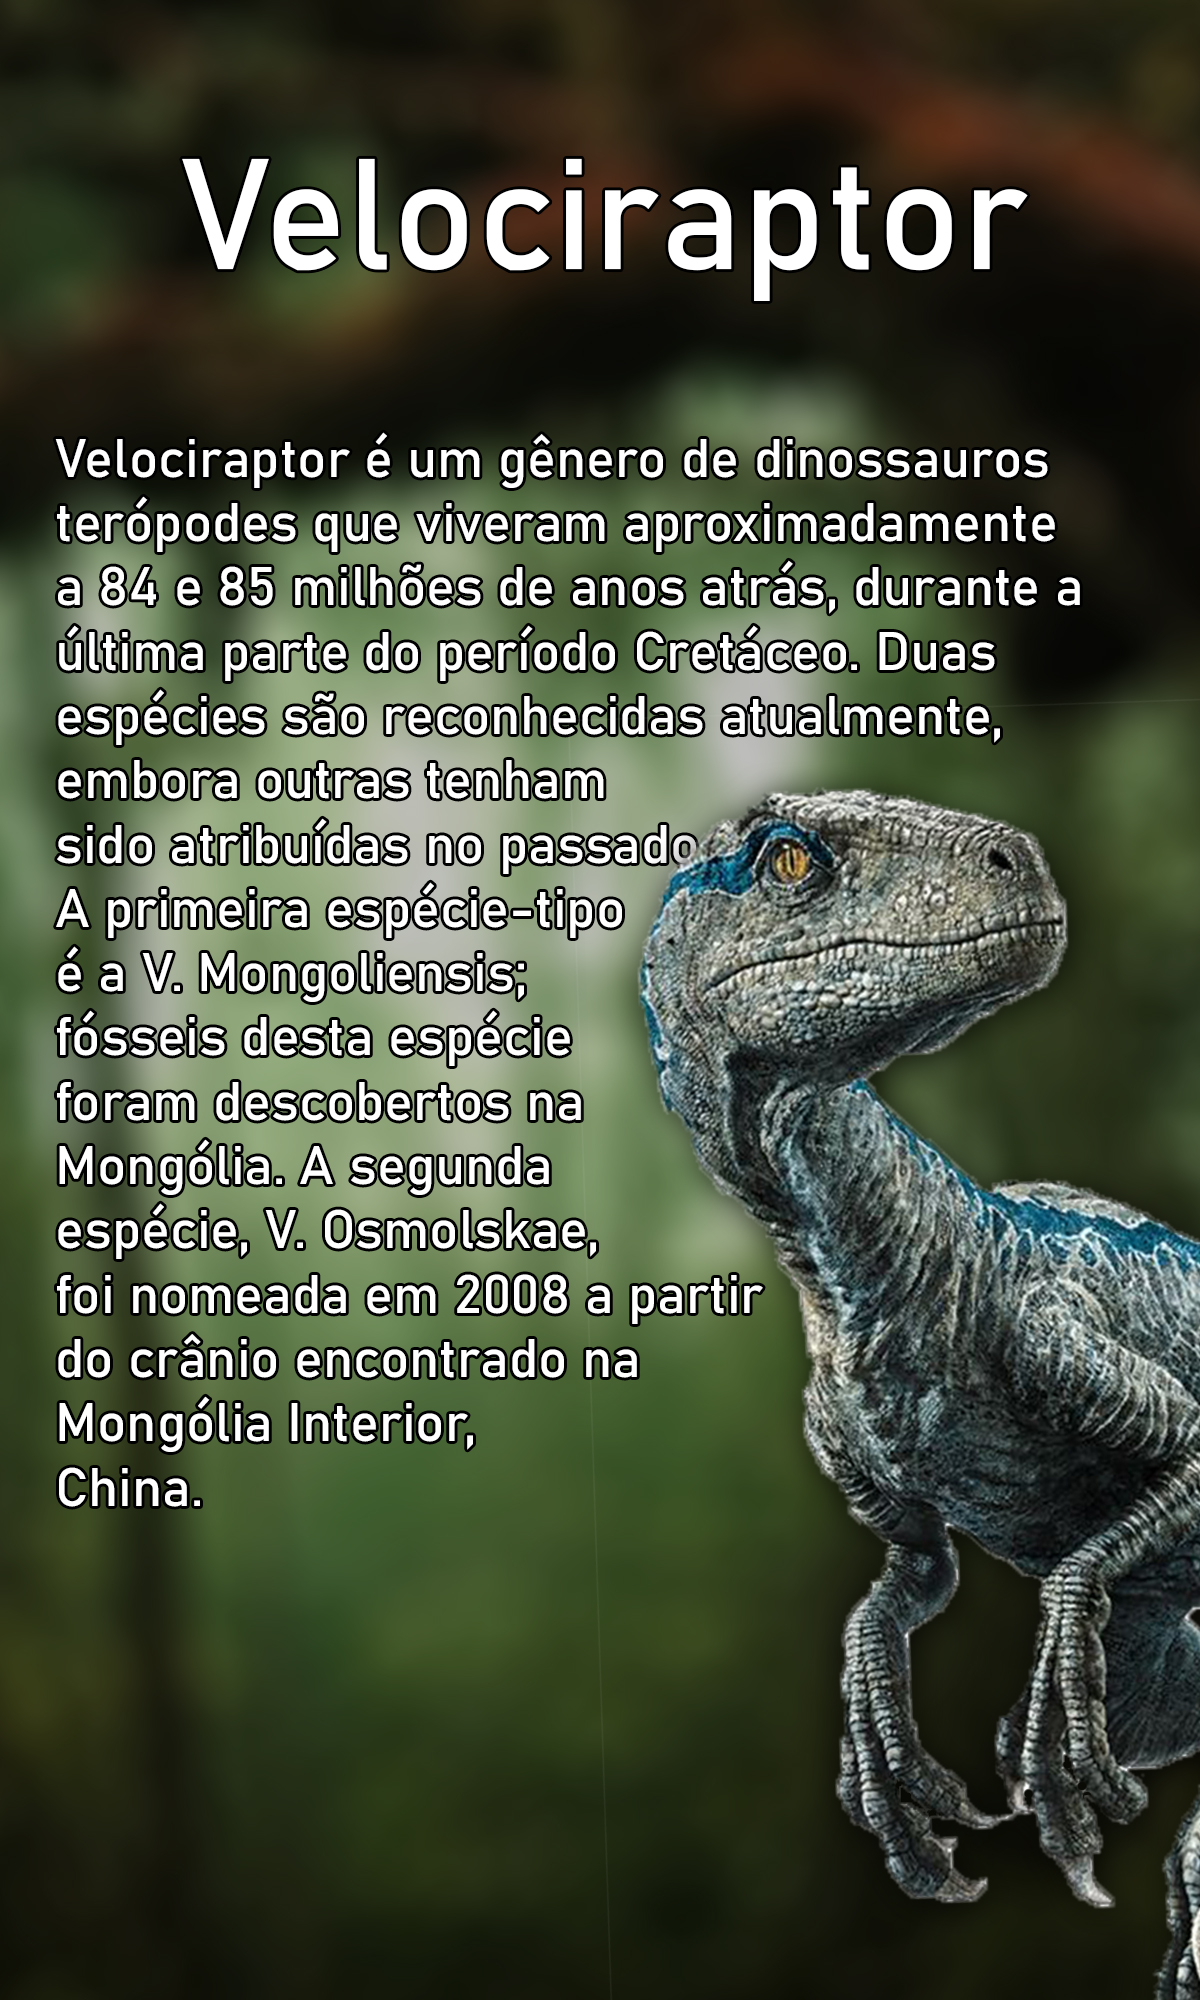 Velociraptor
Velociraptor é um gênero de dinossauros
terópodes que viveram aproximadamente
a 84 e 85 milhões de anos atrás, durante a
última parte do período Cretáceo. Duas
espécies são reconhecidas atualmente,
embora outras tenham
sido atribuídas no passado
A primeira espécie-tipo
é a V. Mongoliensis;
fósseis desta espécie
foram descobertos na
Mongólia. A segunda
espécie, V. Osmolskae,
foi nomeada em 2008 a partir
do crânio encontrado na
Mongólia Interior,
China.